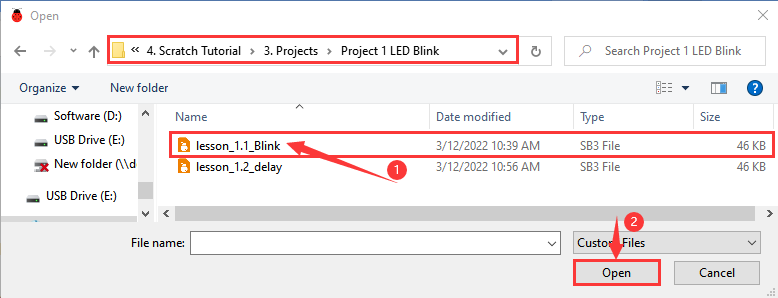 Open
« 4. Scratch Tutorial > 3. Projects > Project 1 LED Blink
Search Project 1 LED Blink
Organize New folder
Name Date modified Type Size
Software (D:)
USB Drive (E:)
New folder (\\d
USB Drive (E:)
lesson_1.1_Blink 3/12/2022 10:39 AM SB3 File 46 KB
lesson_1.2_delay 3/12/2022 10:56 AM SB3 File 46 KB
1
2
File name: Custom Files
Open Cancel